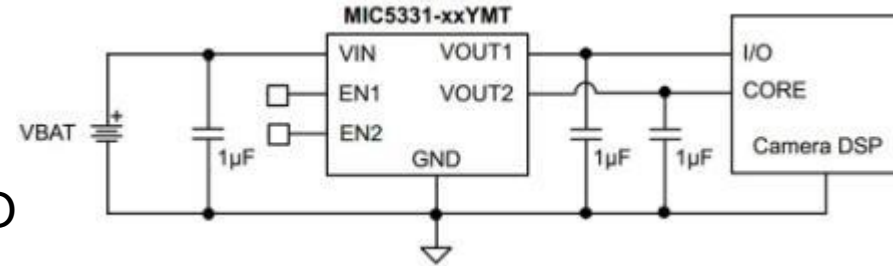 MIC5331-xxYMT
VIN VOUT1 I/O
EN1 VOUT2 CORE
VBAT + EN2 Camera DSP
1µF GND 1µF 1µF